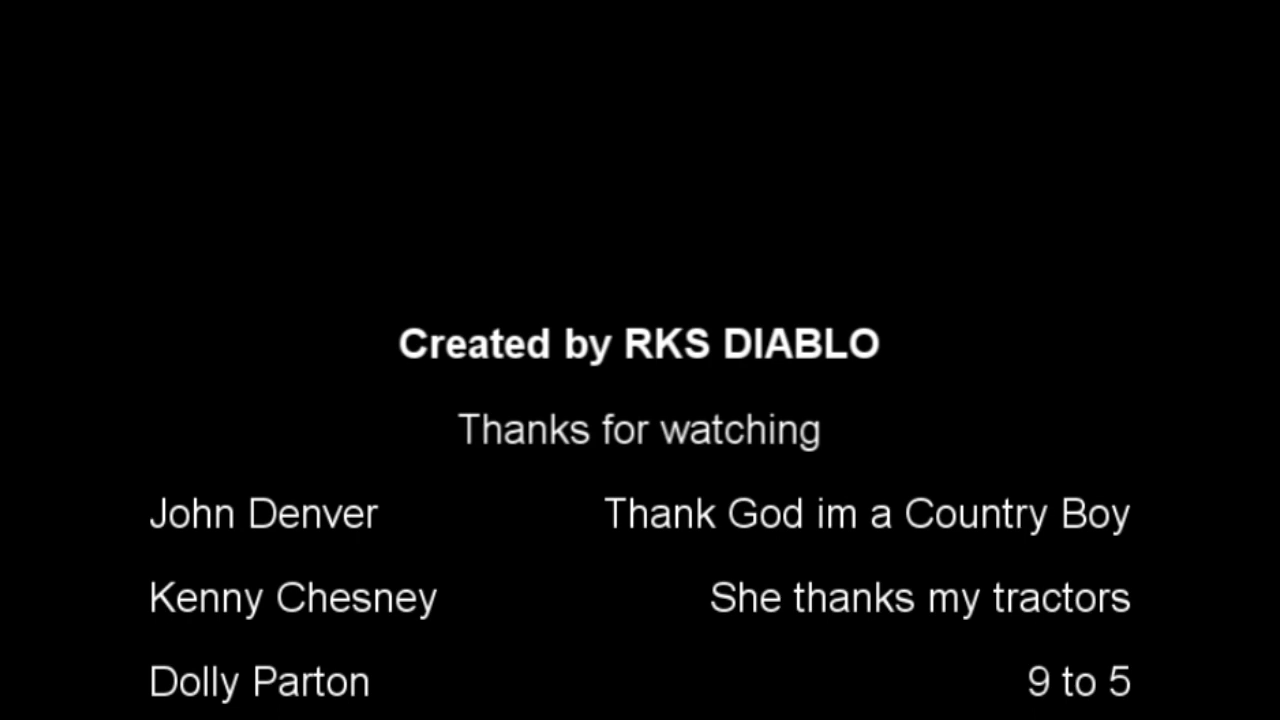 Created by RKS DIABLO
Thanks for watching
John Denver Thank God im a Country Boy
Kenny Chesney She thanks my tractors
Dolly Parton 9 to 5